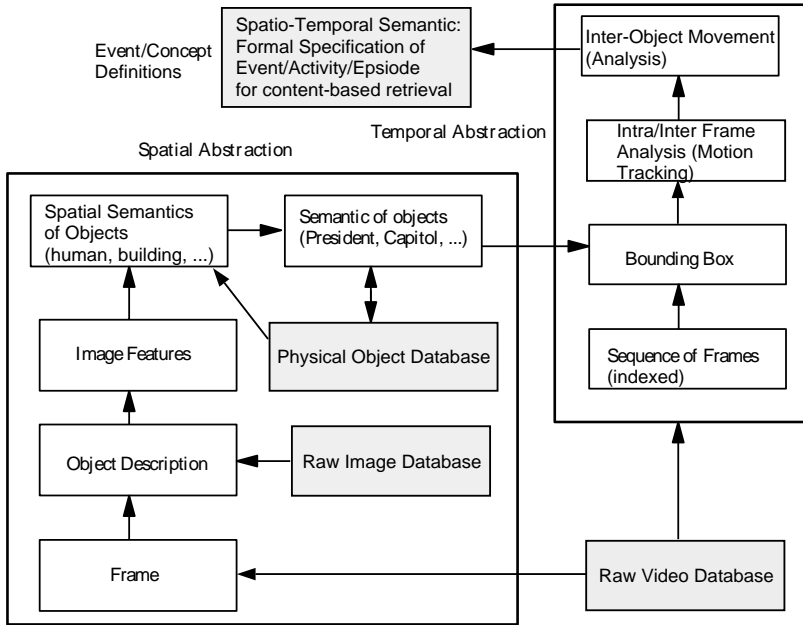 Event/Concept
Definitions
Spatio-Temporal Semantic:
Formal Specification of
Event/Activity/Epsiode
for content-based retrieval
Inter-Object Movement
(Analysis)
Temporal Abstraction
Intra/Inter Frame
Analysis (Motion
Tracking)
Spatial Abstraction
Spatial Semantics
of Objects
(human, building, ...)
Semantic of objects
(President, Capitol, ...)
Bounding Box
Image Features
Physical Object Database
Sequence of Frames
(indexed)
Object Description
Raw Image Database
Frame
Raw Video Database